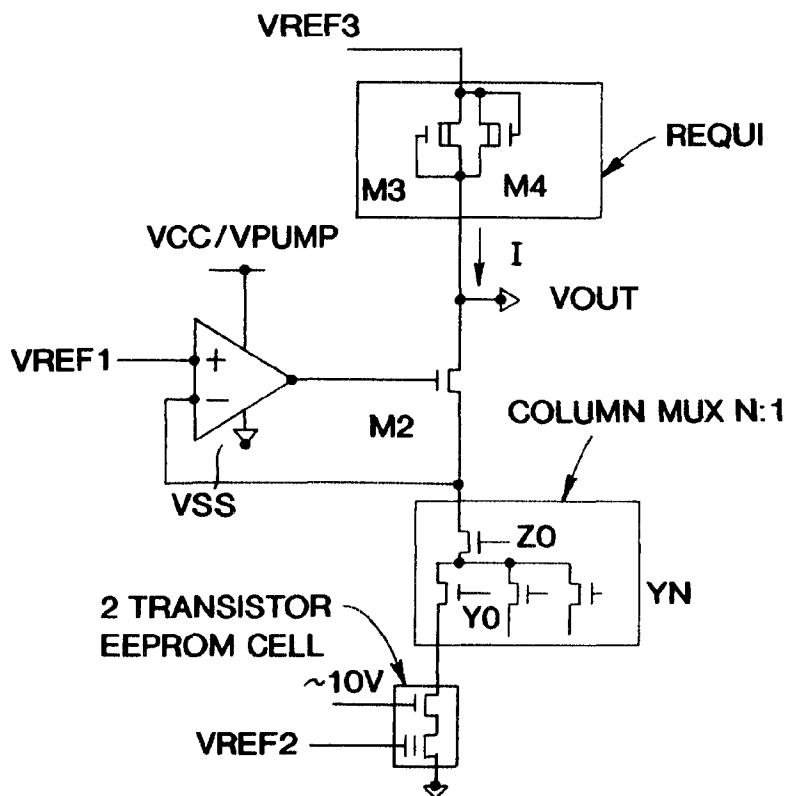 VREF3
REQUI
M3
M4
VCC/VPUMP
I
VOUT
VREF1
+
−
M2
COLUMN MUX N:1
VSS
Z0
2 TRANSISTOR
EEPROM CELL
Y0
YN
~10V
VREF2